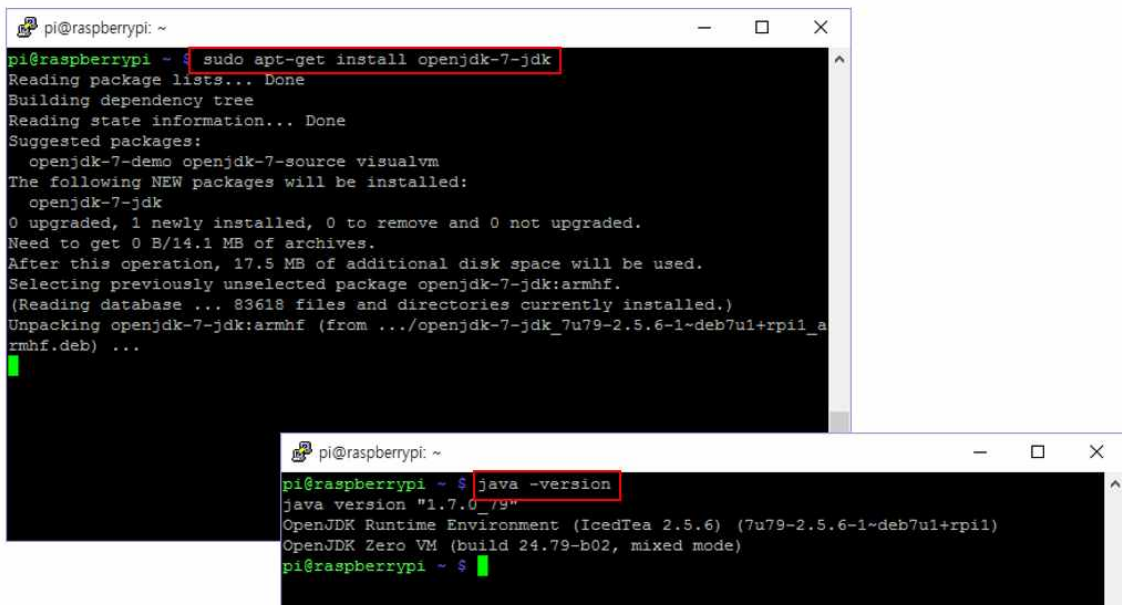 pi@raspberrypi: ~
pi@raspberrypi ~ $ sudo apt-get install openjdk-7-jdk
Reading package lists... Done
Building dependency tree
Reading state information... Done
Suggested packages:
  openjdk-7-demo openjdk-7-source visualvm
The following NEW packages will be installed:
  openjdk-7-jdk
0 upgraded, 1 newly installed, 0 to remove and 0 not upgraded.
Need to get 0 B/14.1 MB of archives.
After this operation, 17.5 MB of additional disk space will be used.
Selecting previously unselected package openjdk-7-jdk:armhf.
(Reading database ... 83618 files and directories currently installed.)
Unpacking openjdk-7-jdk:armhf (from .../openjdk-7-jdk_7u79-2.5.6-1~deb7u1+rpi1_a
rmhf.deb) ...
pi@raspberrypi: ~
pi@raspberrypi ~ $ java -version
java version "1.7.0_79"
OpenJDK Runtime Environment (IcedTea 2.5.6) (7u79-2.5.6-1~deb7u1+rpi1)
OpenJDK Zero VM (build 24.79-b02, mixed mode)
pi@raspberrypi ~ $